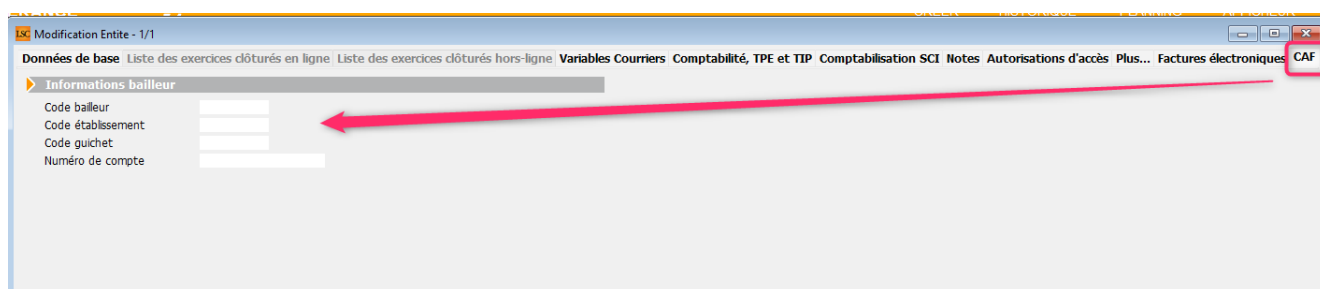 LSC Modification Entite - 1/1
Données de base Liste des exercices clôturés en ligne Liste des exercices clôturés hors-ligne Variables Courriers Comptabilité, TPE et TIP Comptabilisation SCI Notes Autorisations d'accès Plus... Factures électroniques CAF
Informations bailleur
Code bailleur
Code établissement
Code guichet
Numéro de compte